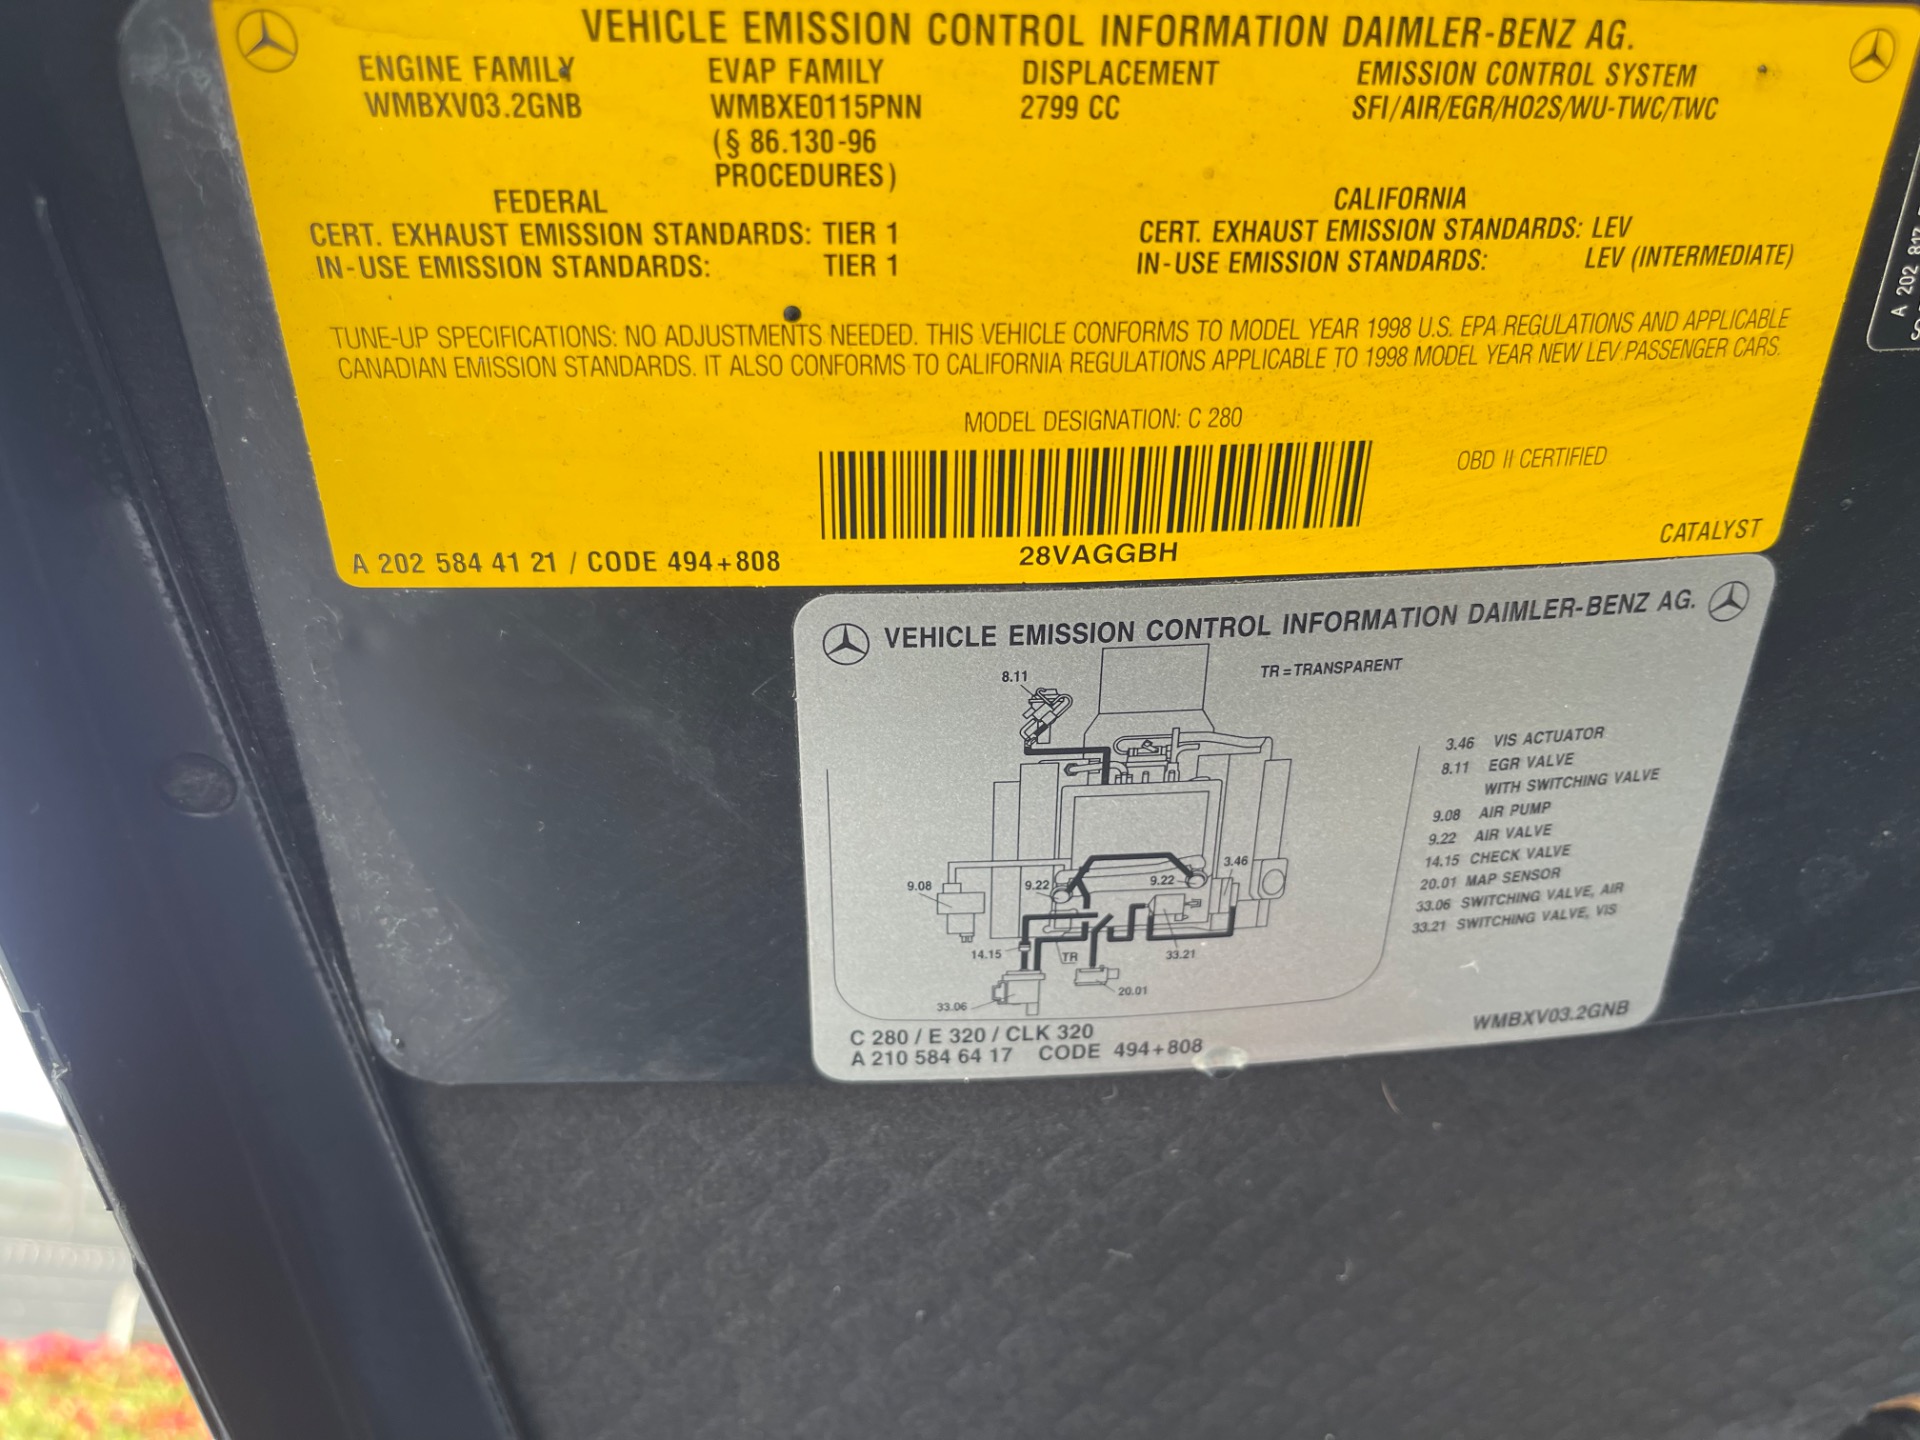 VEHICLE EMISSION CONTROL INFORMATION DAIMLER-BENZ AG.
ENGINE FAMILY
WMBXV03.2GNB
EVAP FAMILY
WMBXE0115PNN
(§ 86.130-96
PROCEDURES)
DISPLACEMENT
2799 CC
EMISSION CONTROL SYSTEM
SFI/AIR/EGR/HO2S/WU-TWC/TWC
FEDERAL
CERT. EXHAUST EMISSION STANDARDS: TIER 1
IN-USE EMISSION STANDARDS: TIER 1
CALIFORNIA
CERT. EXHAUST EMISSION STANDARDS: LEV
IN-USE EMISSION STANDARDS: LEV (INTERMEDIATE)
TUNE-UP SPECIFICATIONS: NO ADJUSTMENTS NEEDED. THIS VEHICLE CONFORMS TO MODEL YEAR 1998 U.S. EPA REGULATIONS AND APPLICABLE
CANADIAN EMISSION STANDARDS. IT ALSO CONFORMS TO CALIFORNIA REGULATIONS APPLICABLE TO 1998 MODEL YEAR NEW LEV PASSENGER CARS.
MODEL DESIGNATION: C 280
OBD II CERTIFIED
28VAGGBH
A 202 584 41 21 / CODE 494+808
CATALYST
A 202 817
VEHICLE EMISSION CONTROL INFORMATION DAIMLER-BENZ AG.
TR=TRANSPARENT
8.11
3.46
9.08
9.22
9.22
14.15
TR
33.21
20.01
33.06
3.46 VIS ACTUATOR
8.11 EGR VALVE
WITH SWITCHING VALVE
9.08 AIR PUMP
9.22 AIR VALVE
14.15 CHECK VALVE
20.01 MAP SENSOR
33.06 SWITCHING VALVE, AIR
33.21 SWITCHING VALVE, VIS
C 280 / E 320 / CLK 320
A 210 584 64 17 CODE 494+808
WMBXV03.2GNB